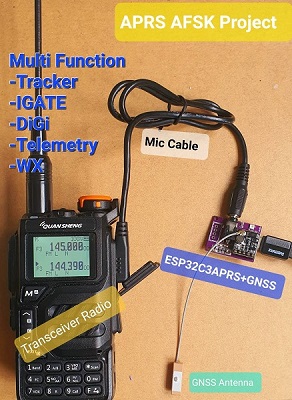 APRS AFSK Project
Multi Function
-Tracker
-IGATE
-DiGi
-Telemetry
-WX
Mic Cable
QUANSHENG
145.000
144.390
M
ESP32C3APRS+GNSS
Transceiver Radio
GNSS Antenna